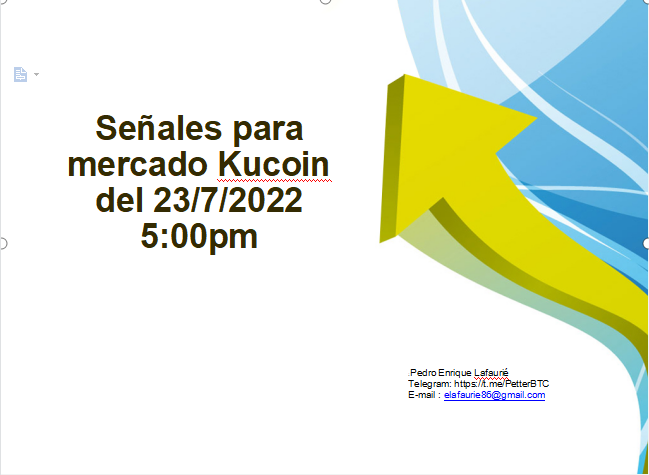 Señales para
mercado Kucoin
del 23/7/2022
5:00pm
.Pedro Enrique Lafaurié
Telegram: https://t.me/PetterBTC
E-mail : elafaurie86@gmail.com